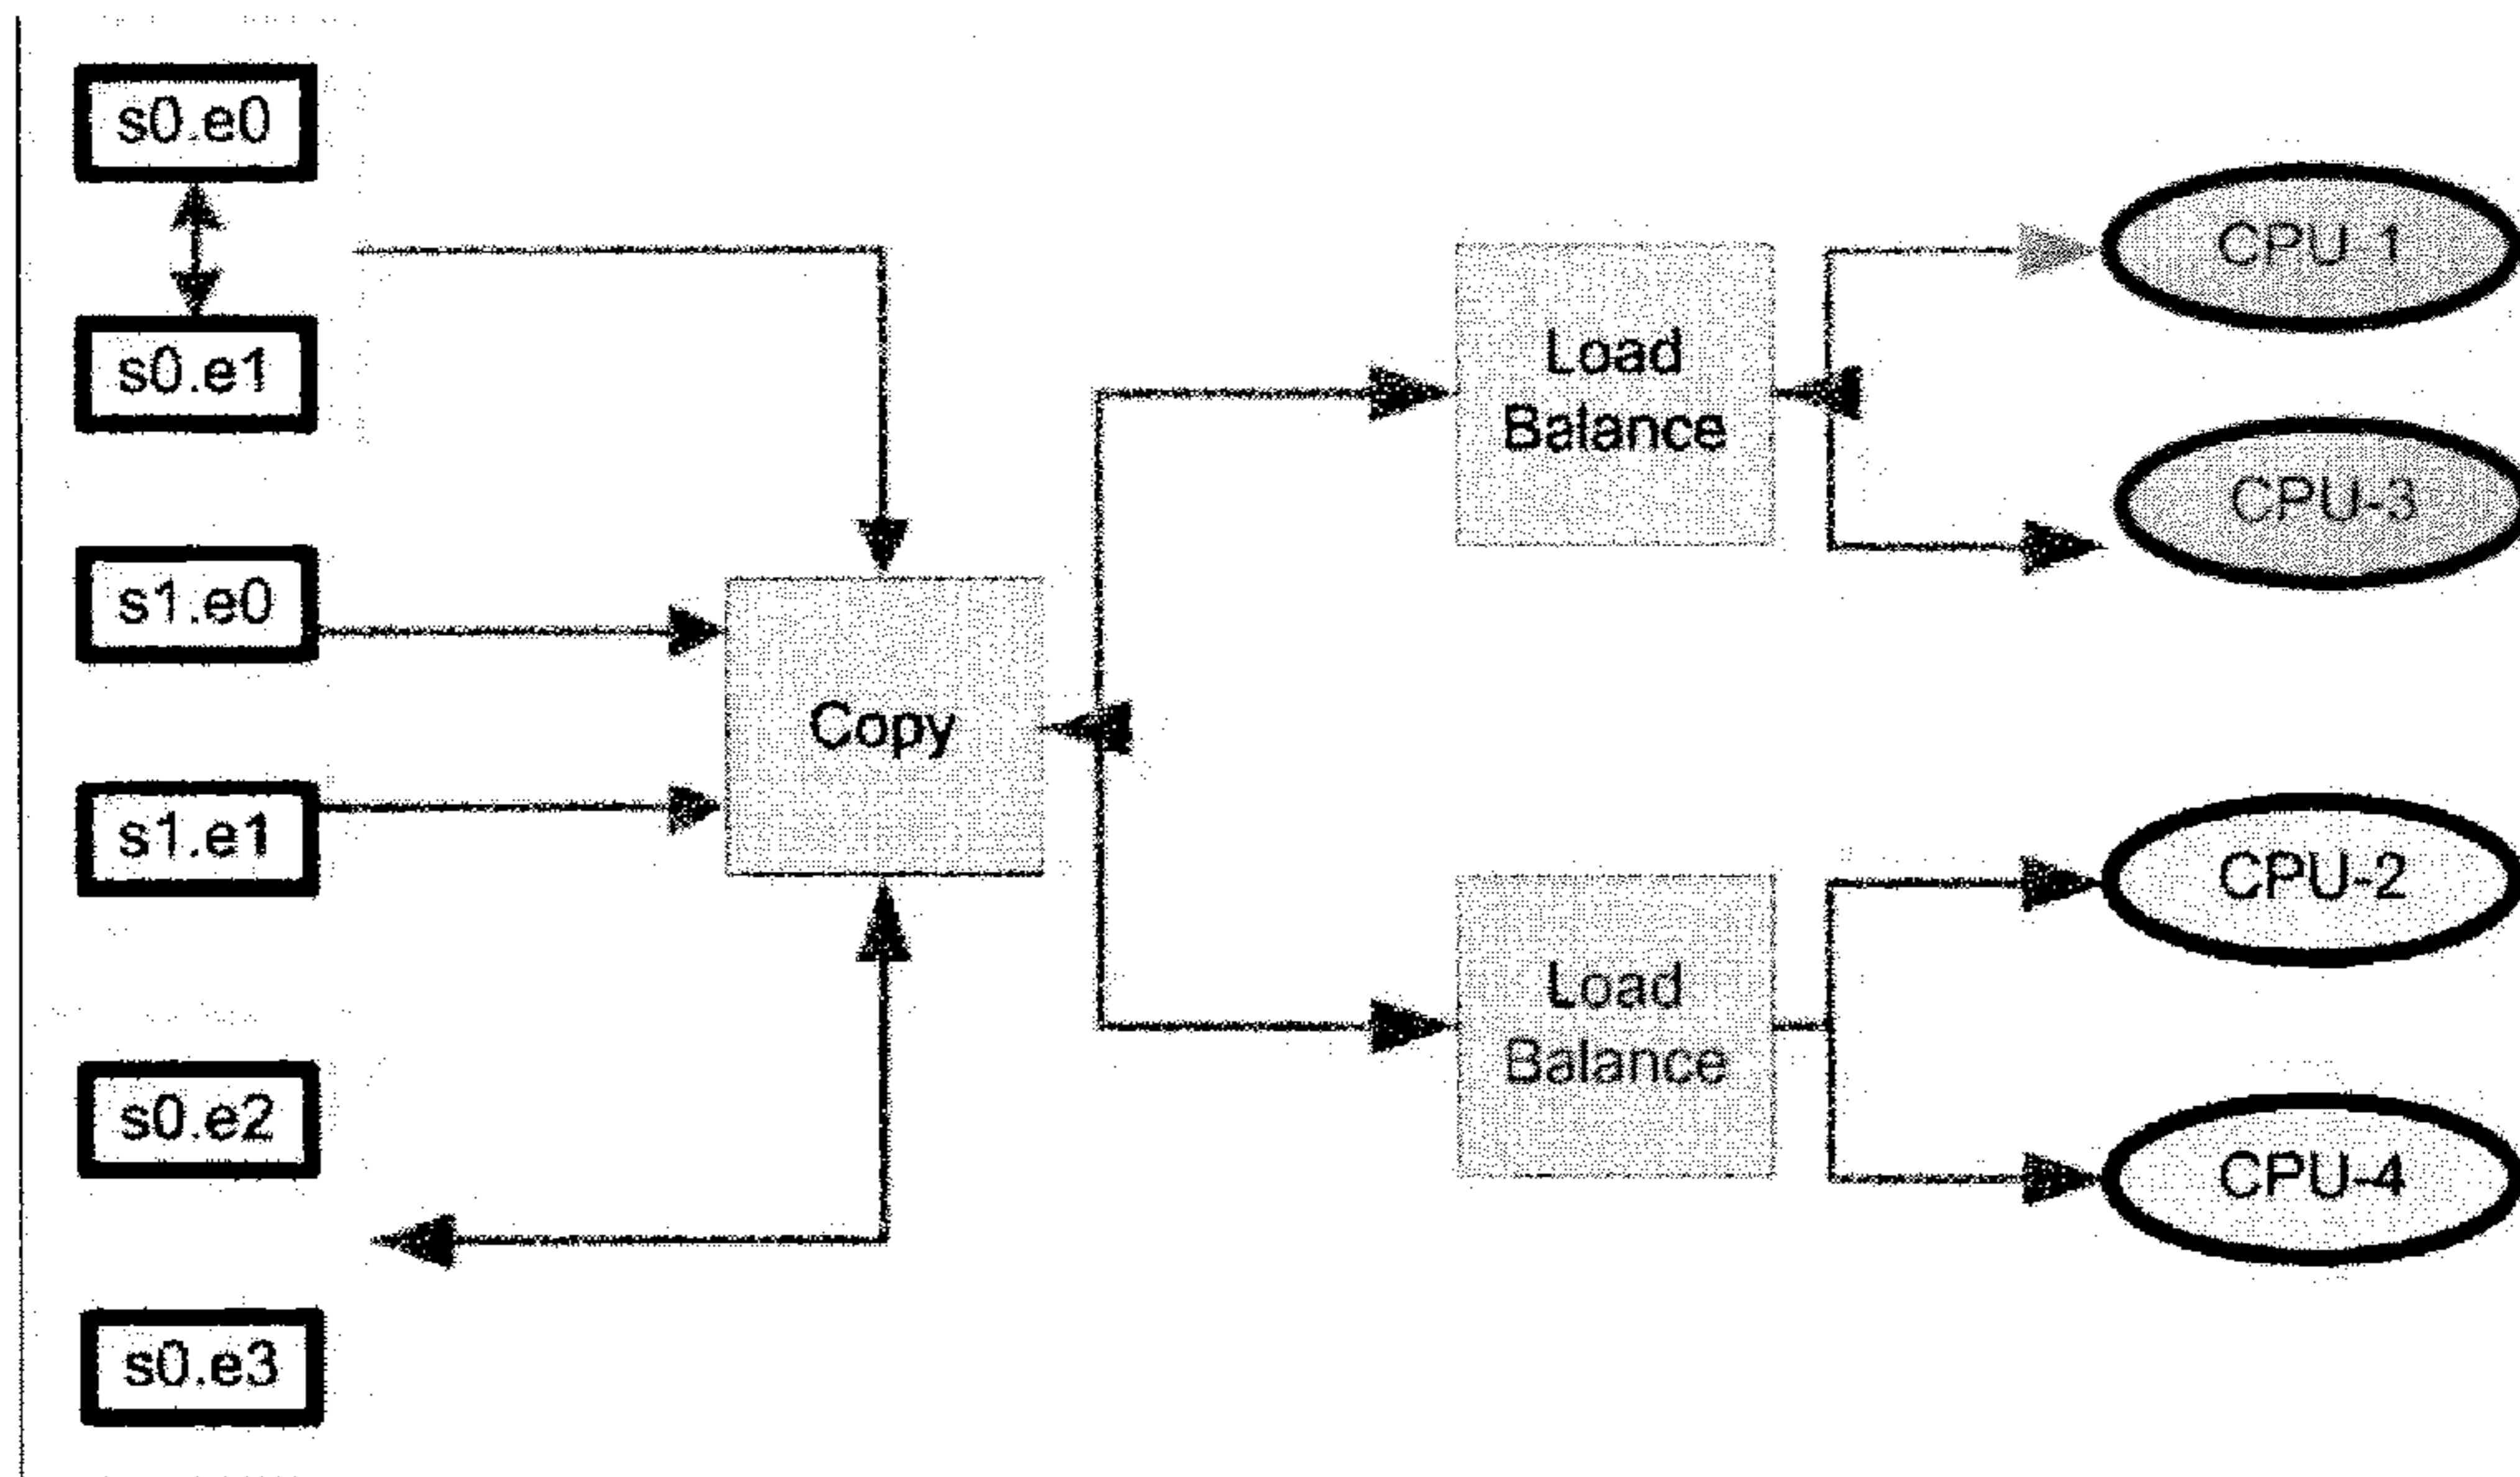 s0.e0
s0.e1
s1.e0
s1.e1
s0.e2
s0.e3
Copy
Load
Balance
Load
Balance
CPU-1
CPU-3
CPU-2
CPU-4